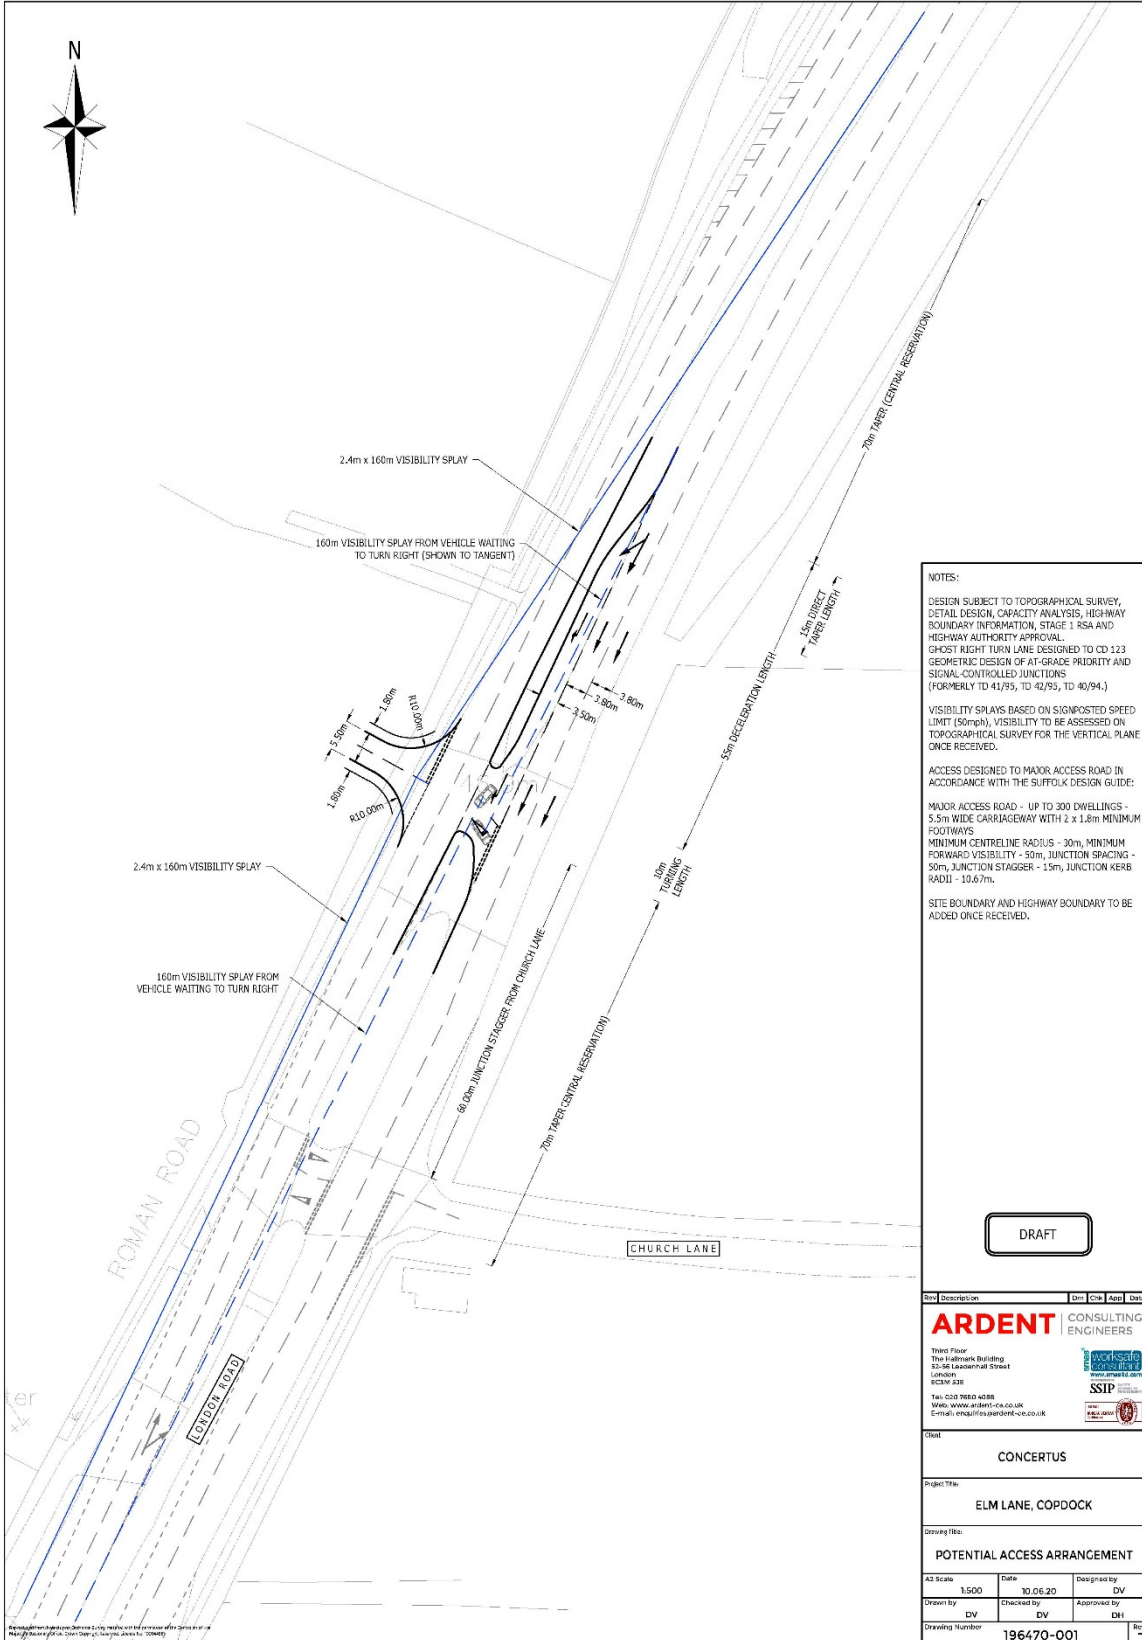 N
70m TAPER (CENTRAL RESERVATION)
2.4m x 160m VISIBILITY SPLAY
160m VISIBILITY SPLAY FROM VEHICLE WAITING
TO TURN RIGHT (SHOWN TO TANGENT)
15m DIRECT
TAPER LENGTH
55m DECELERATION LENGTH
3.80m
3.80m
3.50m
1.80m
R10.00m
5.50m
1.80m
R10.00m
2.4m x 160m VISIBILITY SPLAY
10m
TURNING
LENGTH
160m VISIBILITY SPLAY FROM
VEHICLE WAITING TO TURN RIGHT
60.00m JUNCTION STAGGER FROM CHURCH LANE
70m TAPER CENTRAL RESERVATION)
ROMAN ROAD
CHURCH LANE
LONDON ROAD
NOTES:
DESIGN SUBJECT TO TOPOGRAPHICAL SURVEY,
DETAIL DESIGN, CAPACITY ANALYSIS, HIGHWAY
BOUNDARY INFORMATION, STAGE 1 RSA AND
HIGHWAY AUTHORITY APPROVAL.
GHOST RIGHT TURN LANE DESIGNED TO CD 123
GEOMETRIC DESIGN OF AT-GRADE PRIORITY AND
SIGNAL-CONTROLLED JUNCTIONS
(FORMERLY TD 41/95, TD 42/95, TD 40/94.)
VISIBILITY SPLAYS BASED ON SIGNPOSTED SPEED
LIMIT (50mph), VISIBILITY TO BE ASSESSED ON
TOPOGRAPHICAL SURVEY FOR THE VERTICAL PLANE
ONCE RECEIVED.
ACCESS DESIGNED TO MAJOR ACCESS ROAD IN
ACCORDANCE WITH THE SUFFOLK DESIGN GUIDE:
MAJOR ACCESS ROAD - UP TO 300 DWELLINGS -
5.5m WIDE CARRIAGEWAY WITH 2 x 1.8m MINIMUM
FOOTWAYS
MINIMUM CENTRELINE RADIUS - 30m, MINIMUM
FORWARD VISIBILITY - 50m, JUNCTION SPACING -
50m, JUNCTION STAGGER - 15m, JUNCTION KERB
RADII - 10.67m.
SITE BOUNDARY AND HIGHWAY BOUNDARY TO BE
ADDED ONCE RECEIVED.
DRAFT
Rev Description Drn Chk App Dat
ARDENT CONSULTING
ENGINEERS
Third Floor
The Hallmark Building
52-56 Leadenhall Street
London
EC3M 5JE
Tel: 020 7680 4088
Web: www.ardent-ce.co.uk
E-mail: enquiries@ardent-ce.co.uk
worksafe
consultant
www.smasltd.com
SSIP
Client
CONCERTUS
Project Title:
ELM LANE, COPDOCK
Drawing Title:
POTENTIAL ACCESS ARRANGEMENT
A2 Scale
1:500
Date
10.06.20
Designed by
DV
Drawn by
DV
Checked by
DV
Approved by
DH
Drawing Number
196470-001